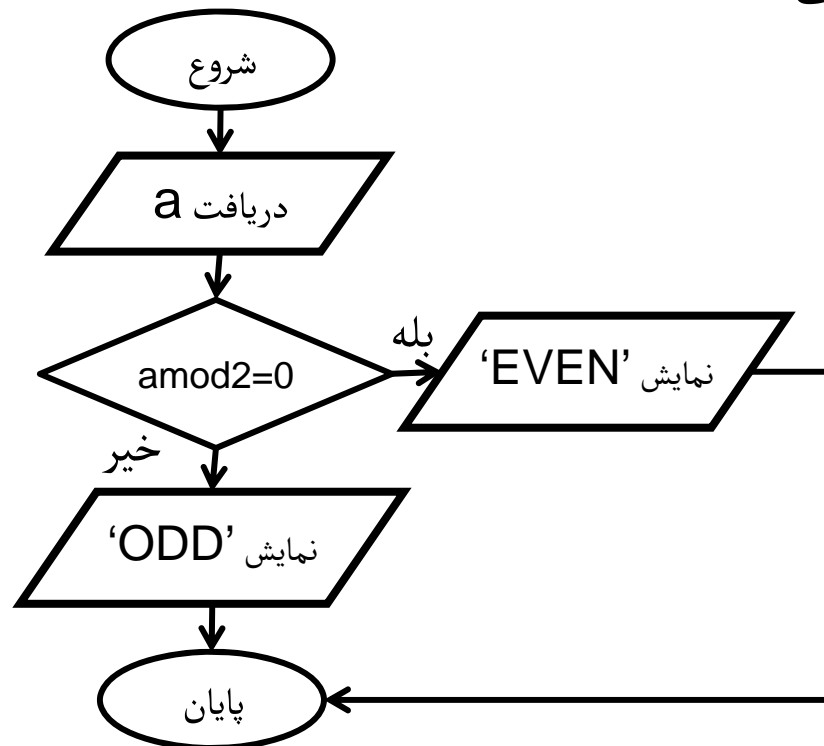 شروع
دریافت a
amod2=0
بله
نمایش ‘EVEN’
خیر
نمایش ‘ODD’
پایان